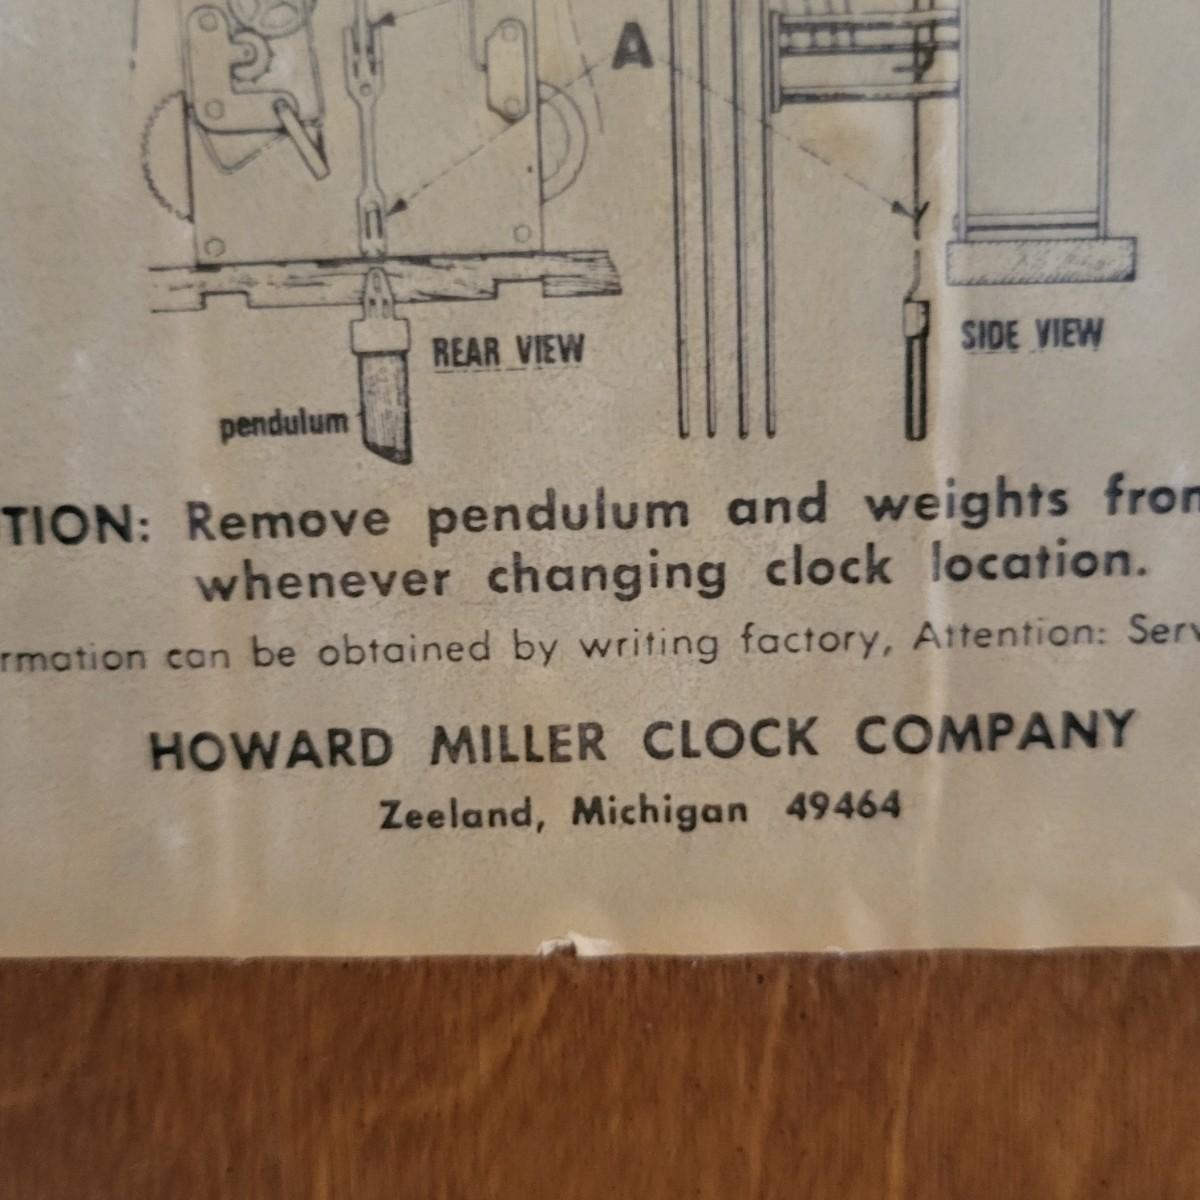 A
REAR VIEW
SIDE VIEW
pendulum
TION: Remove pendulum and weights from
whenever changing clock location.
rmation can be obtained by writing factory, Attention: Serv
HOWARD MILLER CLOCK COMPANY
Zeeland, Michigan 49464